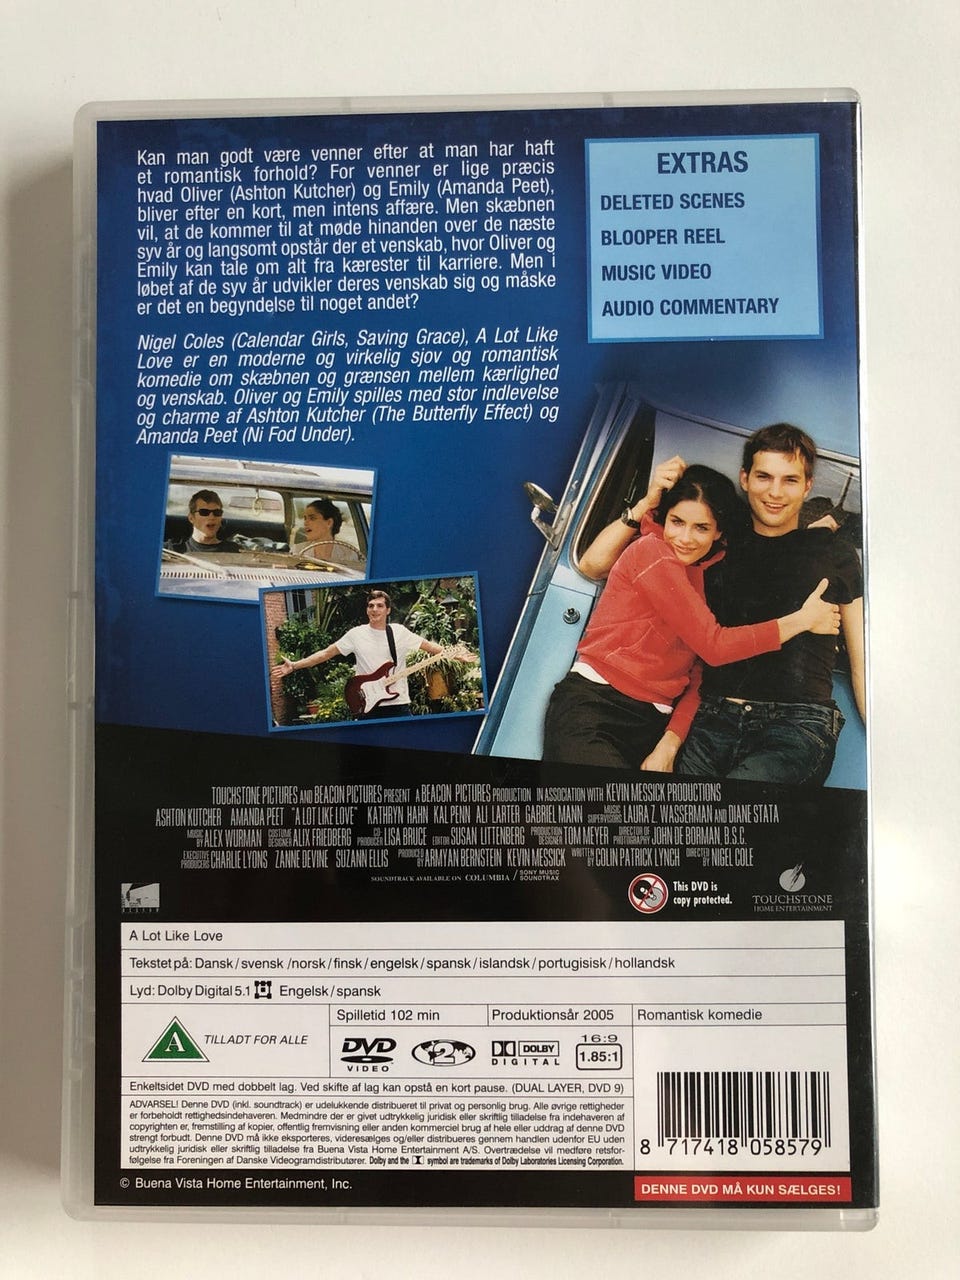 Kan man godt være venner efter at man har haft
et romantisk forhold? For venner er lige præcis
hvad Oliver (Ashton Kutcher) og Emily (Amanda Peet),
bliver efter en kort, men intens affære. Men skæbnen
vil, at de kommer til at møde hinanden over de næste
syv år og langsomt opstår der et venskab, hvor Oliver og
Emily kan tale om alt fra kærester til karriere. Men i
løbet af de syv år udvikler deres venskab sig og måske
er det en begyndelse til noget andet?
Nigel Coles (Calendar Girls, Saving Grace), A Lot Like
Love er en moderne og virkelig sjov og romantisk
komedie om skæbnen og grænsen mellem kærlighed
og venskab. Oliver og Emily spilles med stor indlevelse
og charme af Ashton Kutcher (The Butterfly Effect) og
Amanda Peet (Ni Fod Under).
EXTRAS
DELETED SCENES
BLOOPER REEL
MUSIC VIDEO
AUDIO COMMENTARY
TOUCHSTONE PICTURES AND BEACON PICTURES PRESENT A BEACON PICTURES PRODUCTION IN ASSOCIATION WITH KEVIN MESSICK PRODUCTIONS
ASHTON KUTCHER AMANDA PEET "A LOT LIKE LOVE" KATHRYN HAHN KAL PENN ALI LARTER GABRIEL MANN MUSIC SUPERVISORS LAURA Z. WASSERMAN AND DIANE STATA
MUSIC BY ALEX WURMAN COSTUME DESIGNER ALIX FRIEDBERG CO-PRODUCER LISA BRUCE EDITOR SUSAN LITTENBERG PRODUCTION DESIGNER TOM MEYER DIRECTOR OF PHOTOGRAPHY JOHN DE BORMAN, B.S.C.
EXECUTIVE PRODUCERS CHARLIE LYONS ZANNE DEVINE SUZANN ELLIS PRODUCED BY ARMYAN BERNSTEIN KEVIN MESSICK WRITTEN BY COLIN PATRICK LYNCH DIRECTED BY NIGEL COLE
SOUNDTRACK AVAILABLE ON COLUMBIA / SONY MUSIC SOUNDTRAX
This DVD is
copy protected.
TOUCHSTONE
HOME ENTERTAINMENT
A Lot Like Love
Tekstet på: Dansk / svensk / norsk / finsk / engelsk / spansk / islandsk / portugisisk / hollandsk
Lyd: Dolby Digital 5.1 Engelsk / spansk
A TILLADT FOR ALLE
Spilletid 102 min
Produktionsår 2005
Romantisk komedie
DVD
VIDEO
2
DOLBY
DIGITAL
16:9
1.85:1
Enkeltsidet DVD med dobbelt lag. Ved skifte af lag kan opstå en kort pause. (DUAL LAYER, DVD 9)
ADVARSEL! Denne DVD (inkl. soundtrack) er udelukkende distribueret til privat og personlig brug. Alle øvrige rettigheder
er forbeholdt rettighedsindehaveren. Medmindre der er givet udtrykkelig juridisk eller skriftlig tilladelse fra indehaveren af
copyrighten er, fremstilling af kopier, offentlig fremvisning eller anden kommerciel brug af hele eller uddrag af denne DVD
strengt forbudt. Denne DVD må ikke eksporteres, videresælges og/eller distribueres gennem handlen udenfor EU uden
udtrykkelig juridisk eller skriftlig tilladelse fra Buena Vista Home Entertainment A/S. Overtrædelse vil medføre retsfor-
følgelse fra Foreningen af Danske Videogramdistributører. Dolby and the symbol are trademarks of Dolby Laboratories Licensing Corporation.
8 717418 058579
© Buena Vista Home Entertainment, Inc.
DENNE DVD MÅ KUN SÆLGES!